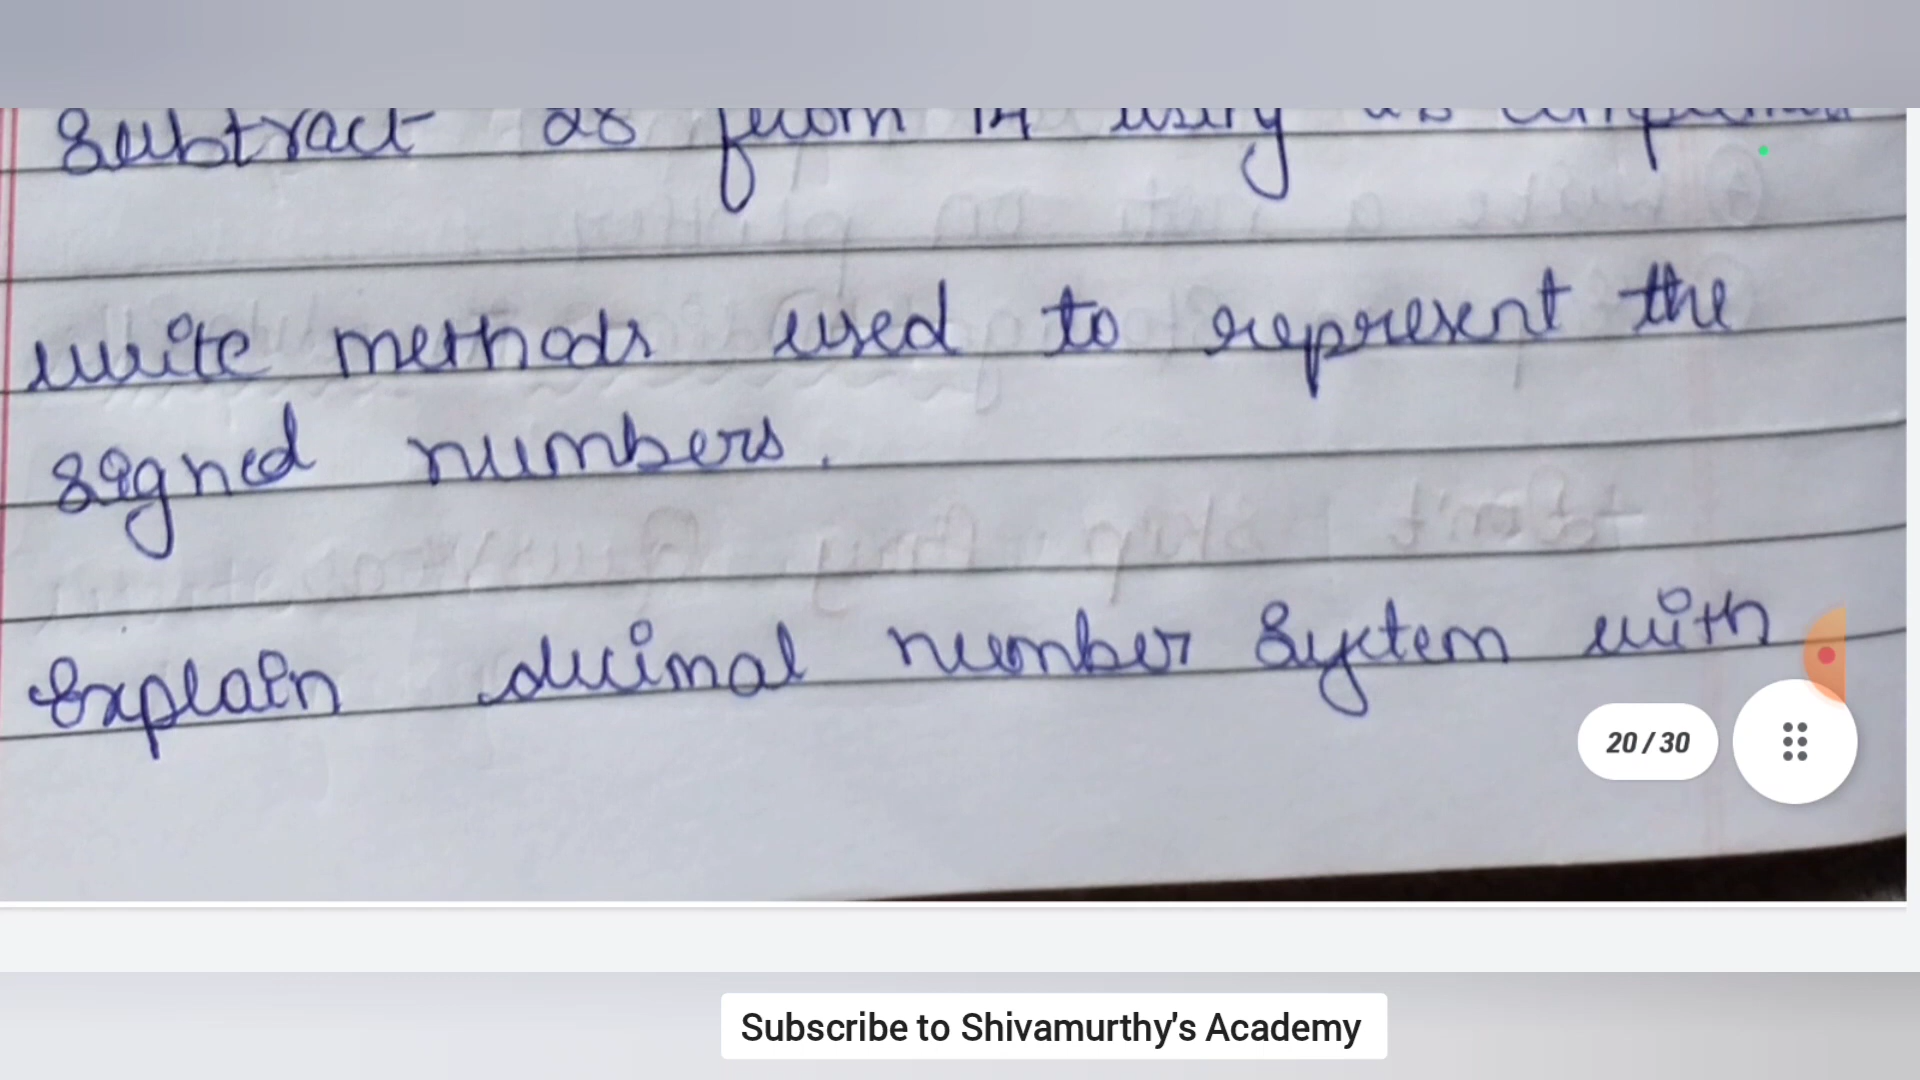 Subtract 28 from 14 using
write methods used to represent the
signed numbers.
Explain decimal number System with
20 / 30
Subscribe to Shivamurthy's Academy